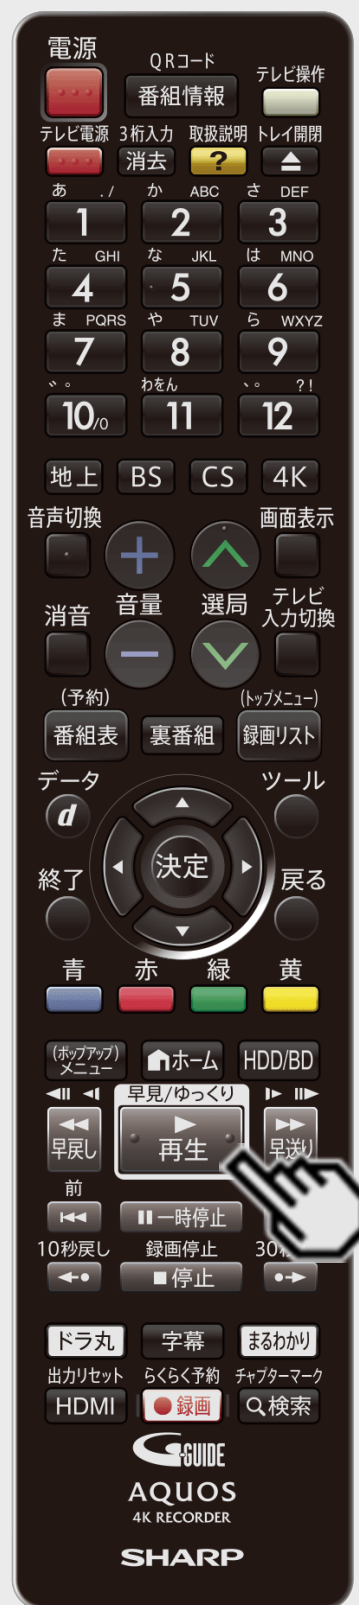 電源
QRコード
テレビ操作
番組情報
テレビ電源 3桁入力 取扱説明 トレイ開閉
消去 ?
あ ./ か ABC さ DEF
1 2 3
た GHI な JKL は MNO
4 5 6
ま PQRS や TUV ら WXYZ
7 8 9
゛゜ わをん 、。 ?!
10/0 11 12
地上 BS CS 4K
音声切換 画面表示
+
消音 音量 選局 テレビ
入力切換
−
(予約) (トップメニュー)
番組表 裏番組 録画リスト
データ ツール
d
決定
終了 戻る
青 赤 緑 黄
(ポップアップ)
メニュー ホーム HDD/BD
早見/ゆっくり
早戻し 再生 早送り
前
一時停止
10秒戻し 録画停止 30
停止
ドラ丸 字幕 まるわかり
出力リセット らくらく予約 チャプターマーク
HDMI 録画 検索
G-GUIDE
AQUOS
4K RECORDER
SHARP